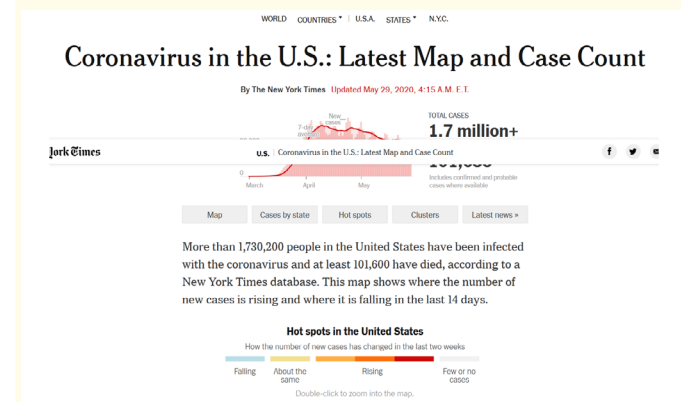 WORLD COUNTRIES U.S.A. STATES N.Y.C.
Coronavirus in the U.S.: Latest Map and Case Count
By The New York Times Updated May 29, 2020, 4:15 A.M. E.T.
New cases
7-day
TOTAL CASES
1.7 million+
York Times
U.S. | Coronavirus in the U.S.: Latest Map and Case Count
0
March April May
Includes confirmed and probable
cases where available
Map Cases by state Hot spots Clusters Latest news »
More than 1,730,200 people in the United States have been infected
with the coronavirus and at least 101,600 have died, according to a
New York Times database. This map shows where the number of
new cases is rising and where it is falling in the last 14 days.
Hot spots in the United States
How the number of new cases has changed in the last two weeks
Falling About the same Rising Few or no cases
Double-click to zoom into the map.